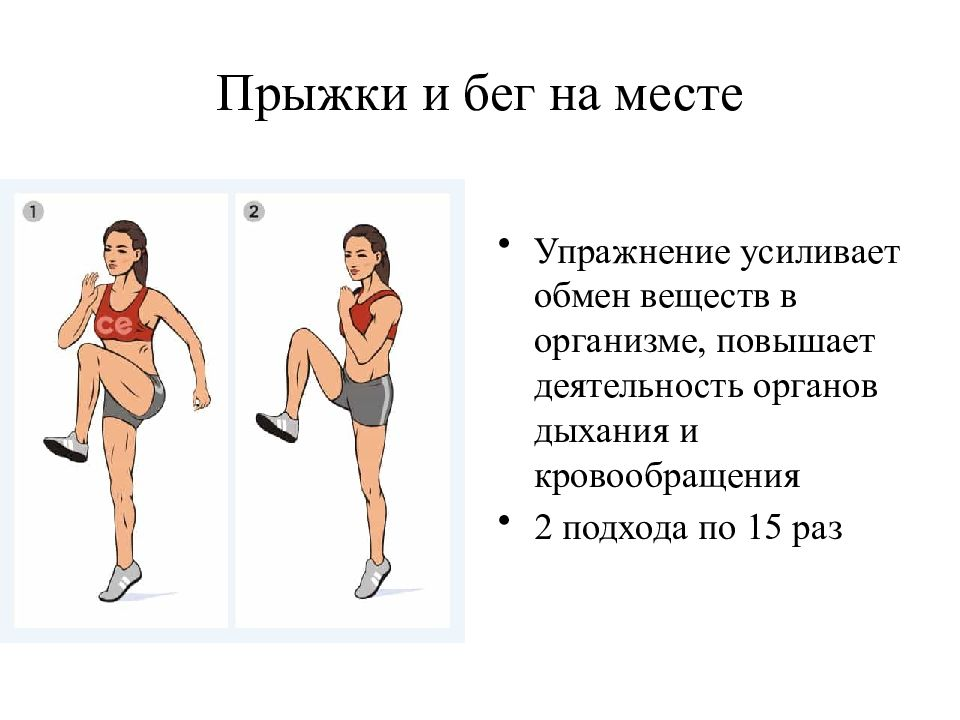 Прыжки и бег на месте
1
2
ce
• Упражнение усиливает
обмен веществ в
организме, повышает
деятельность органов
дыхания и
кровообращения
• 2 подхода по 15 раз